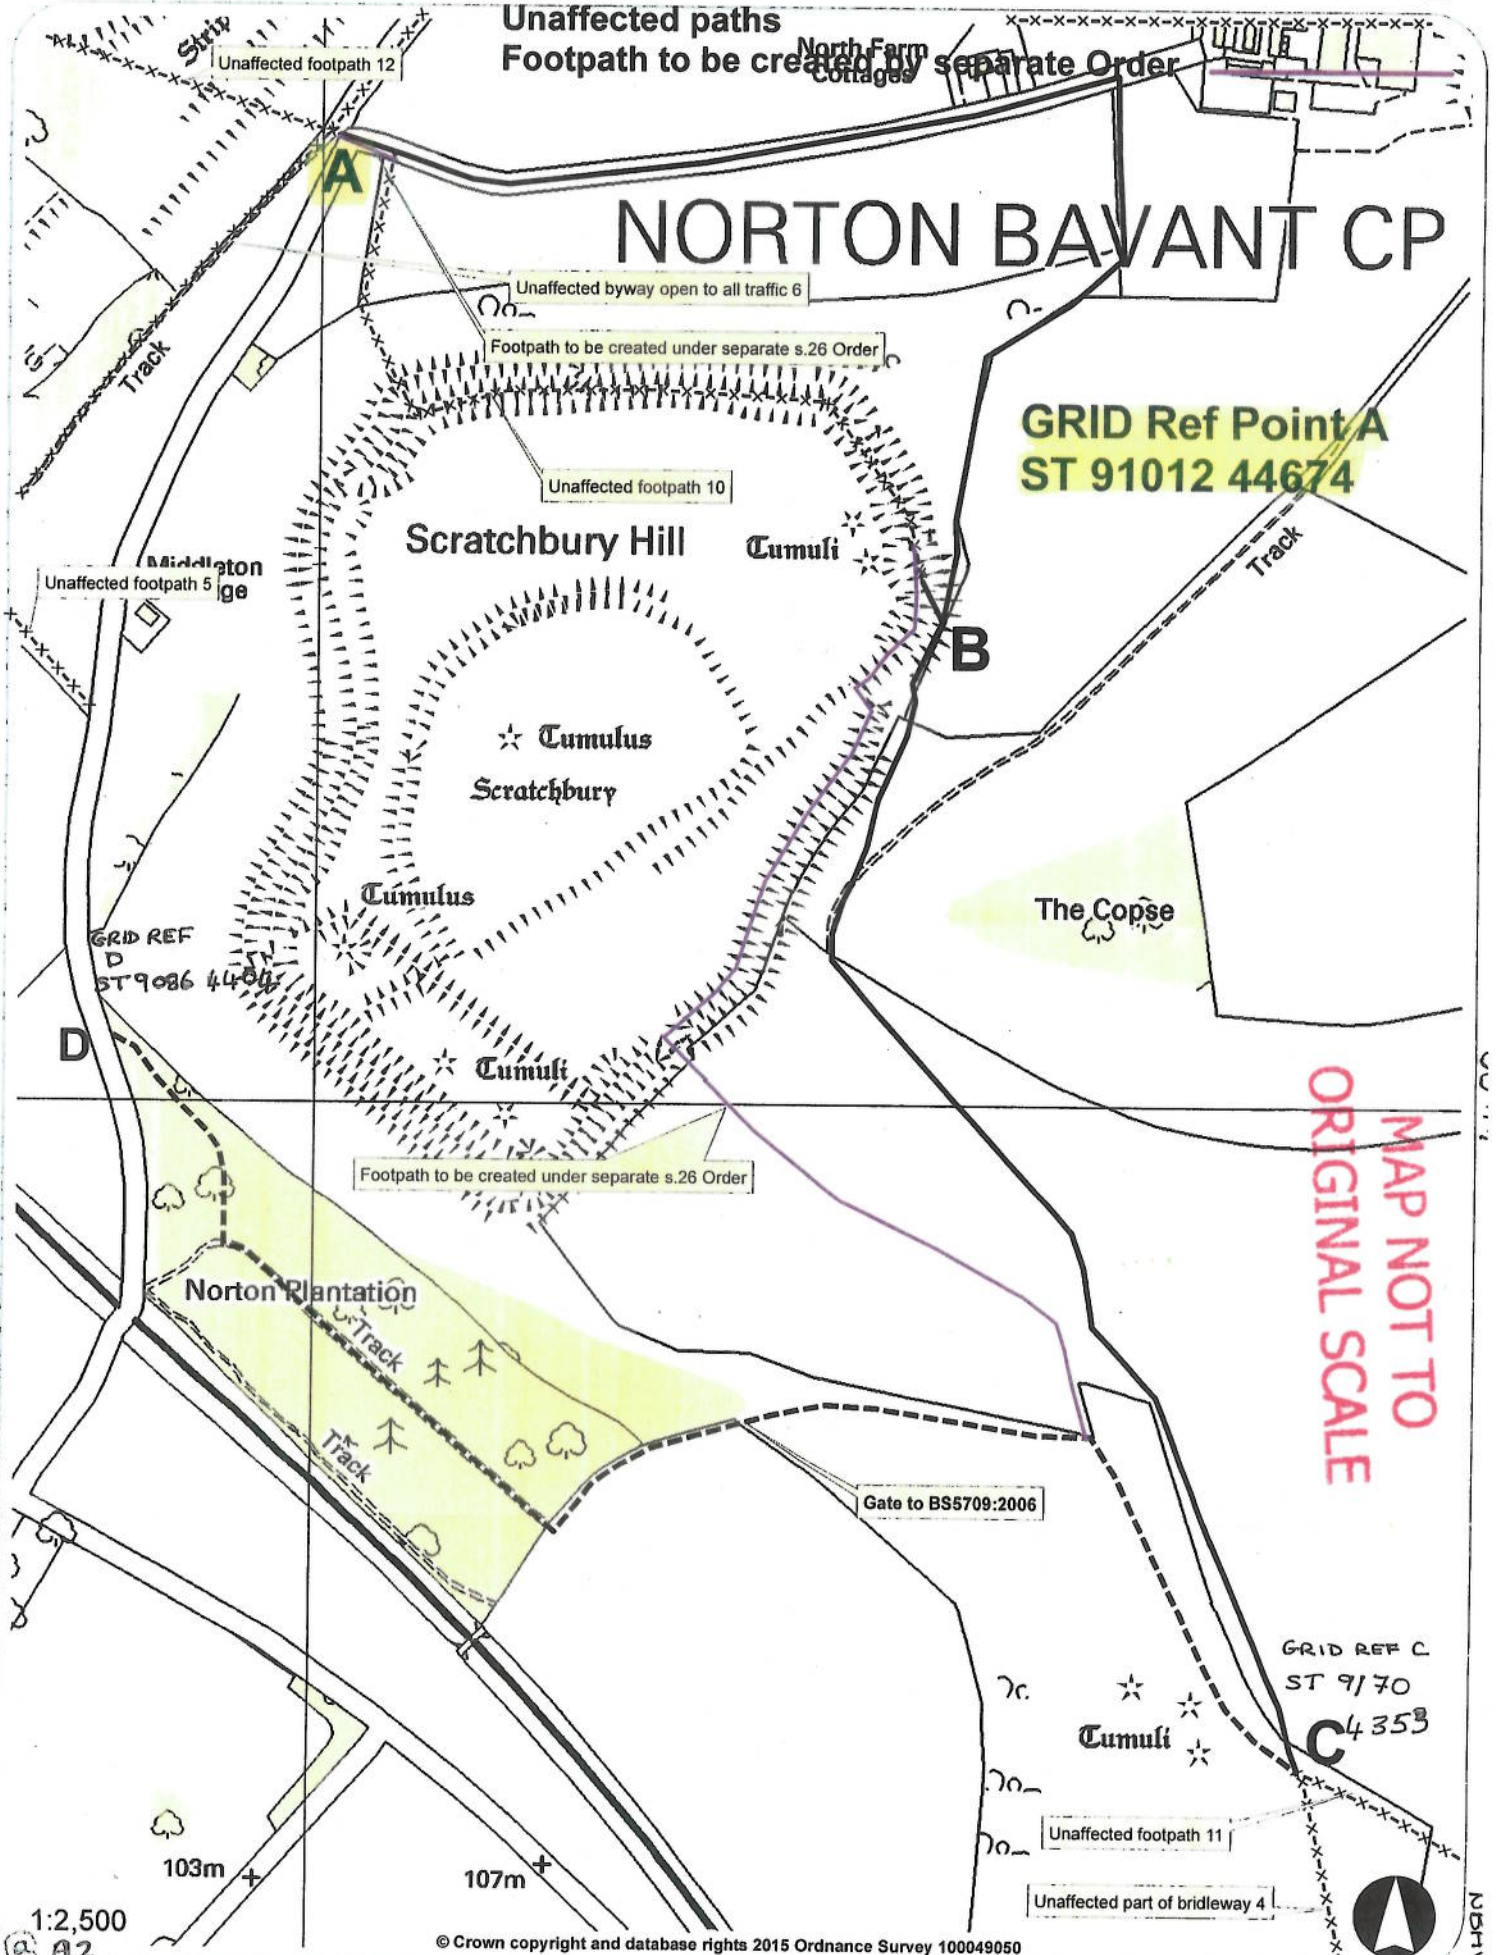 Unaffected paths
Footpath to be created by separate Order
North Farm
Cottages
Strip
Unaffected footpath 12
A
NORTON BAVANT CP
Unaffected byway open to all traffic 6
Footpath to be created under separate s.26 Order
Track
GRID Ref Point A
ST 91012 44674
Unaffected footpath 10
Scratchbury Hill
Tumuli
Track
Middleton
Unaffected footpath 5
ge
B
Tumulus
Scratchbury
Tumulus
The Copse
GRID REF
D
ST 9086 4404
D
Tumuli
MAP NOT TO
ORIGINAL SCALE
Footpath to be created under separate s.26 Order
Norton Plantation
Track
Track
Gate to BS5709:2006
GRID REF C
ST 9170
4353
C
Tumuli
Unaffected footpath 11
103m
107m
Unaffected part of bridleway 4
1:2,500
@ A2
© Crown copyright and database rights 2015 Ordnance Survey 100049050